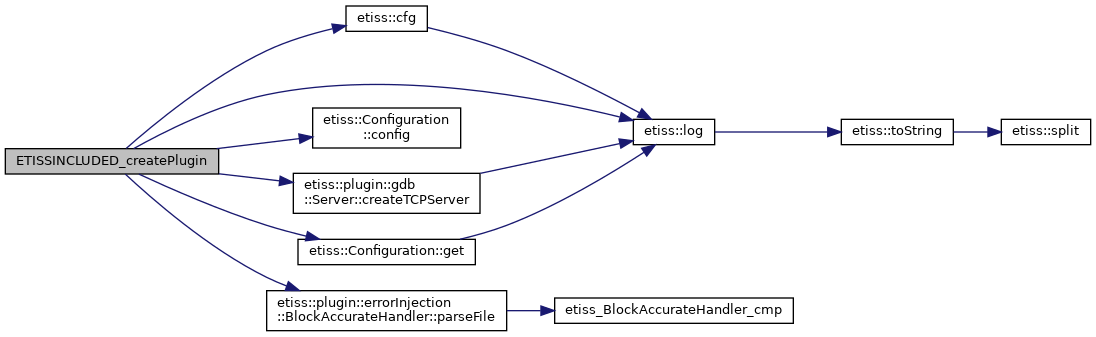 etiss::cfg
etiss::Configuration
::config
etiss::log
etiss::toString
etiss::split
ETISSINCLUDED_createPlugin
etiss::plugin::gdb
::Server::createTCPServer
etiss::Configuration::get
etiss::plugin::errorInjection
::BlockAccurateHandler::parseFile
etiss_BlockAccurateHandler_cmp